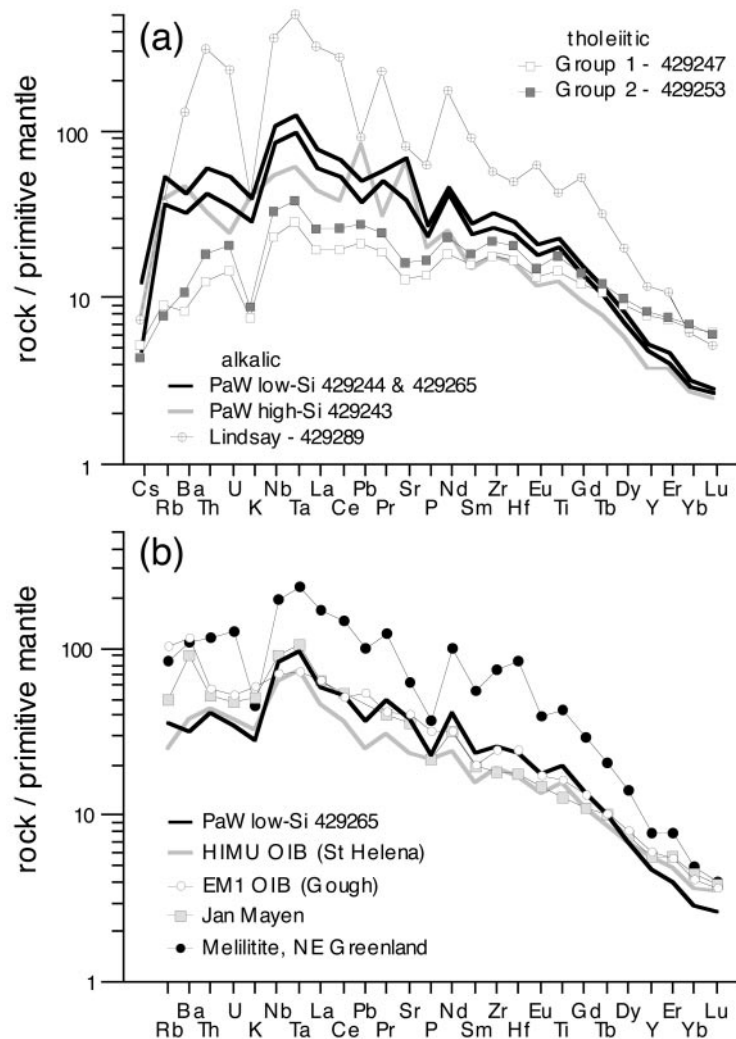 (a)
tholeiitic
Group 1 - 429247
Group 2 - 429253
rock / primitive mantle
100
10
1
alkalic
PaW low-Si 429244 & 429265
PaW high-Si 429243
Lindsay - 429289
Cs Ba U Nb La Pb Sr Nd Zr Eu Gd Dy Er Lu
Rb Th K Ta Ce Pr P Sm Hf Ti Tb Y Yb
(b)
rock / primitive mantle
100
10
1
PaW low-Si 429265
HIMU OIB (St Helena)
EM1 OIB (Gough)
Jan Mayen
Melilitite, NE Greenland
Ba U Nb La Pb Sr Nd Zr Eu Gd Dy Er Lu
Rb Th K Ta Ce Pr P Sm Hf Ti Tb Y Yb